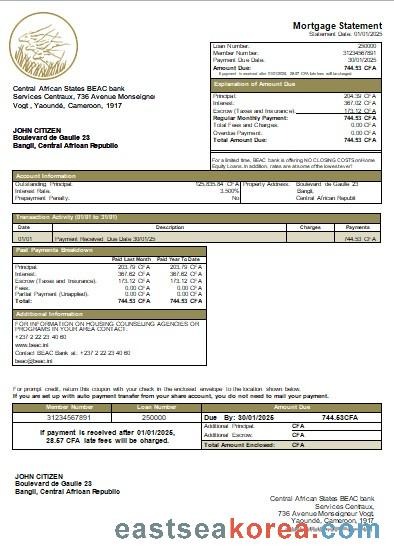 Mortgage Statement
Statement Date: 01/01/2025
Central African States BEAC bank
Services Centraux, 736 Avenue Monseigneur
Vogt , Yaoundé, Cameroon, 1917
JOHN CITIZEN
Boulevard de Gaulle 23
Bangli, Central African Republic
Loan Number. 250000
Member Number. 31234567891
Payment Due Date. 30/01/2025
Amount Due: 744.53 CFA
If payment is received after 01/01/2025, 28.57 CFA late fees will be charged.
Explanation of Amount Due
Principal: 204.39 CFA
Interest: 367.02 CFA
Escrow (Taxes and Insurance): 173.12 CFA
Regular Monthly Payment: 744.53 CFA
Total Fees and Charges. 0.00 CFA
Overdue Payment. 0.00 CFA
Total Amount Due: 744.53 CFA
For a limited time, BEAC bank is offering NO CLOSING COSTS on Home
Equity Loans. In addition, rates are at some of the lowest ever!
Account Information
Outstanding Principal. 125,835.84 CFA Property Address. Boulevard de Gaulle 23
Interest Rate. 3.500% Bangli.
Prepayment Penalty. No Central Africa Republi
Transaction Activity (01/01 to 31/01)
Date Description Charges Payments
01/01 Payment Received Due Date 30/01/25 744.53 CFA
Past Payments Breakdown
Paid Last Month Paid Year To Date
Principal: 203.79 CFA 203.79 CFA
Interest: 367.62 CFA 367.62 CFA
Escrow (Taxes and Insurance). 173.12 CFA 173.12 CFA
Fees: 0.00 CFA 0.00 CFA
Partial Payment (Unapplied). 0.00 CFA 0.00 CFA
Total: 744.53 CFA 744.53 CFA
Additional Information
FOR INFORMATION ON HOUSING COUNSELING AGENCIES OR
PROGRAMS IN YOUR AREA CONTACT.
+237 2 22 23 40 60
www.beac.int
Contact BEAC Bank at: +237 2 22 23 40 60
beac@beac.int
For prompt credit, return this coupon with your check in the enclosed envelope to the location shown below.
If you are set up with auto payment transfer from your share account, you do not need to mail your payment.
Member Number Loan Number Amount Due
31234567891 250000 Due By: 30/01/2025 744.53CFA
If payment is received after 01/01/2025,
28.57 CFA late fees will be charged.
Additional Principal. CFA
Additional Escrow. CFA
Total Amount Enclosed: CFA
JOHN CITIZEN
Boulevard de Gaulle 23
Bangli, Central African Republic
Central African States BEAC bank
Services Centraux,
736 Avenue Monseigneur Vogt,
Yaoundé, Cameroon, 1917
eastseakorea.com